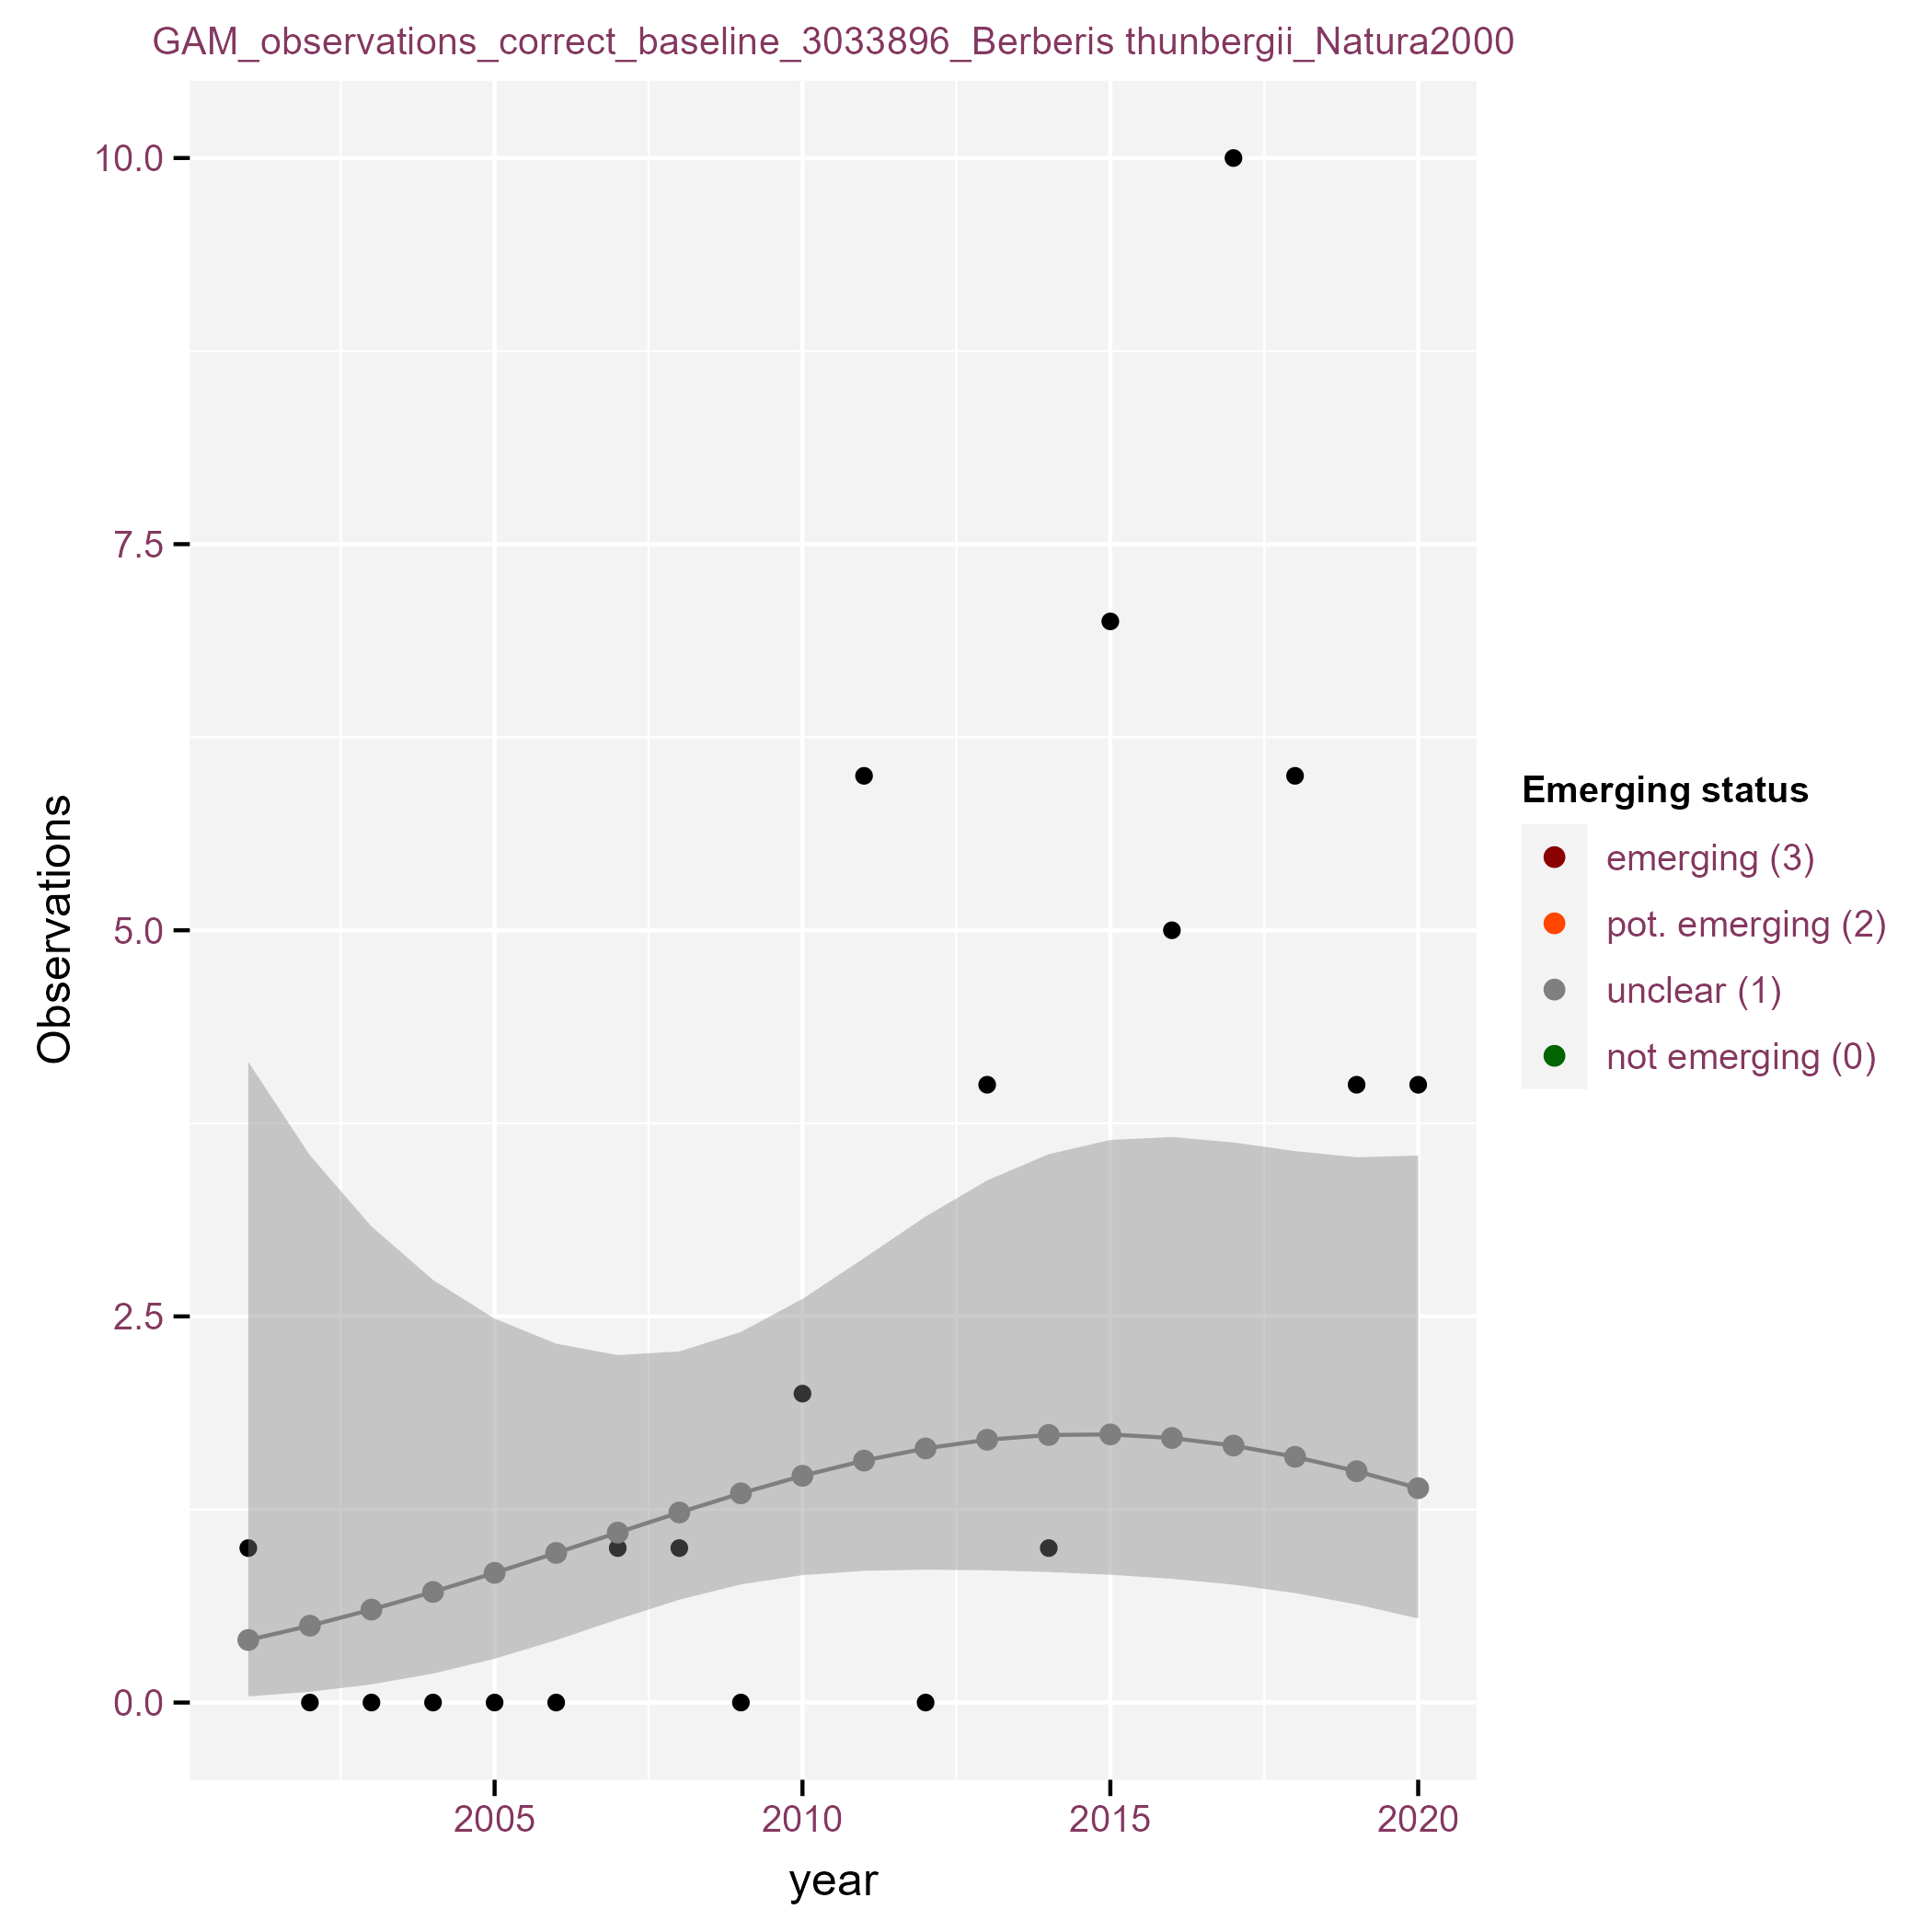 GAM_observations_correct_baseline_3033896_Berberis thunbergii_Natura2000
10.0
7.5
5.0
2.5
0.0
Observations
2005
2010
2015
2020
year
Emerging status
emerging (3)
pot. emerging (2)
unclear (1)
not emerging (0)